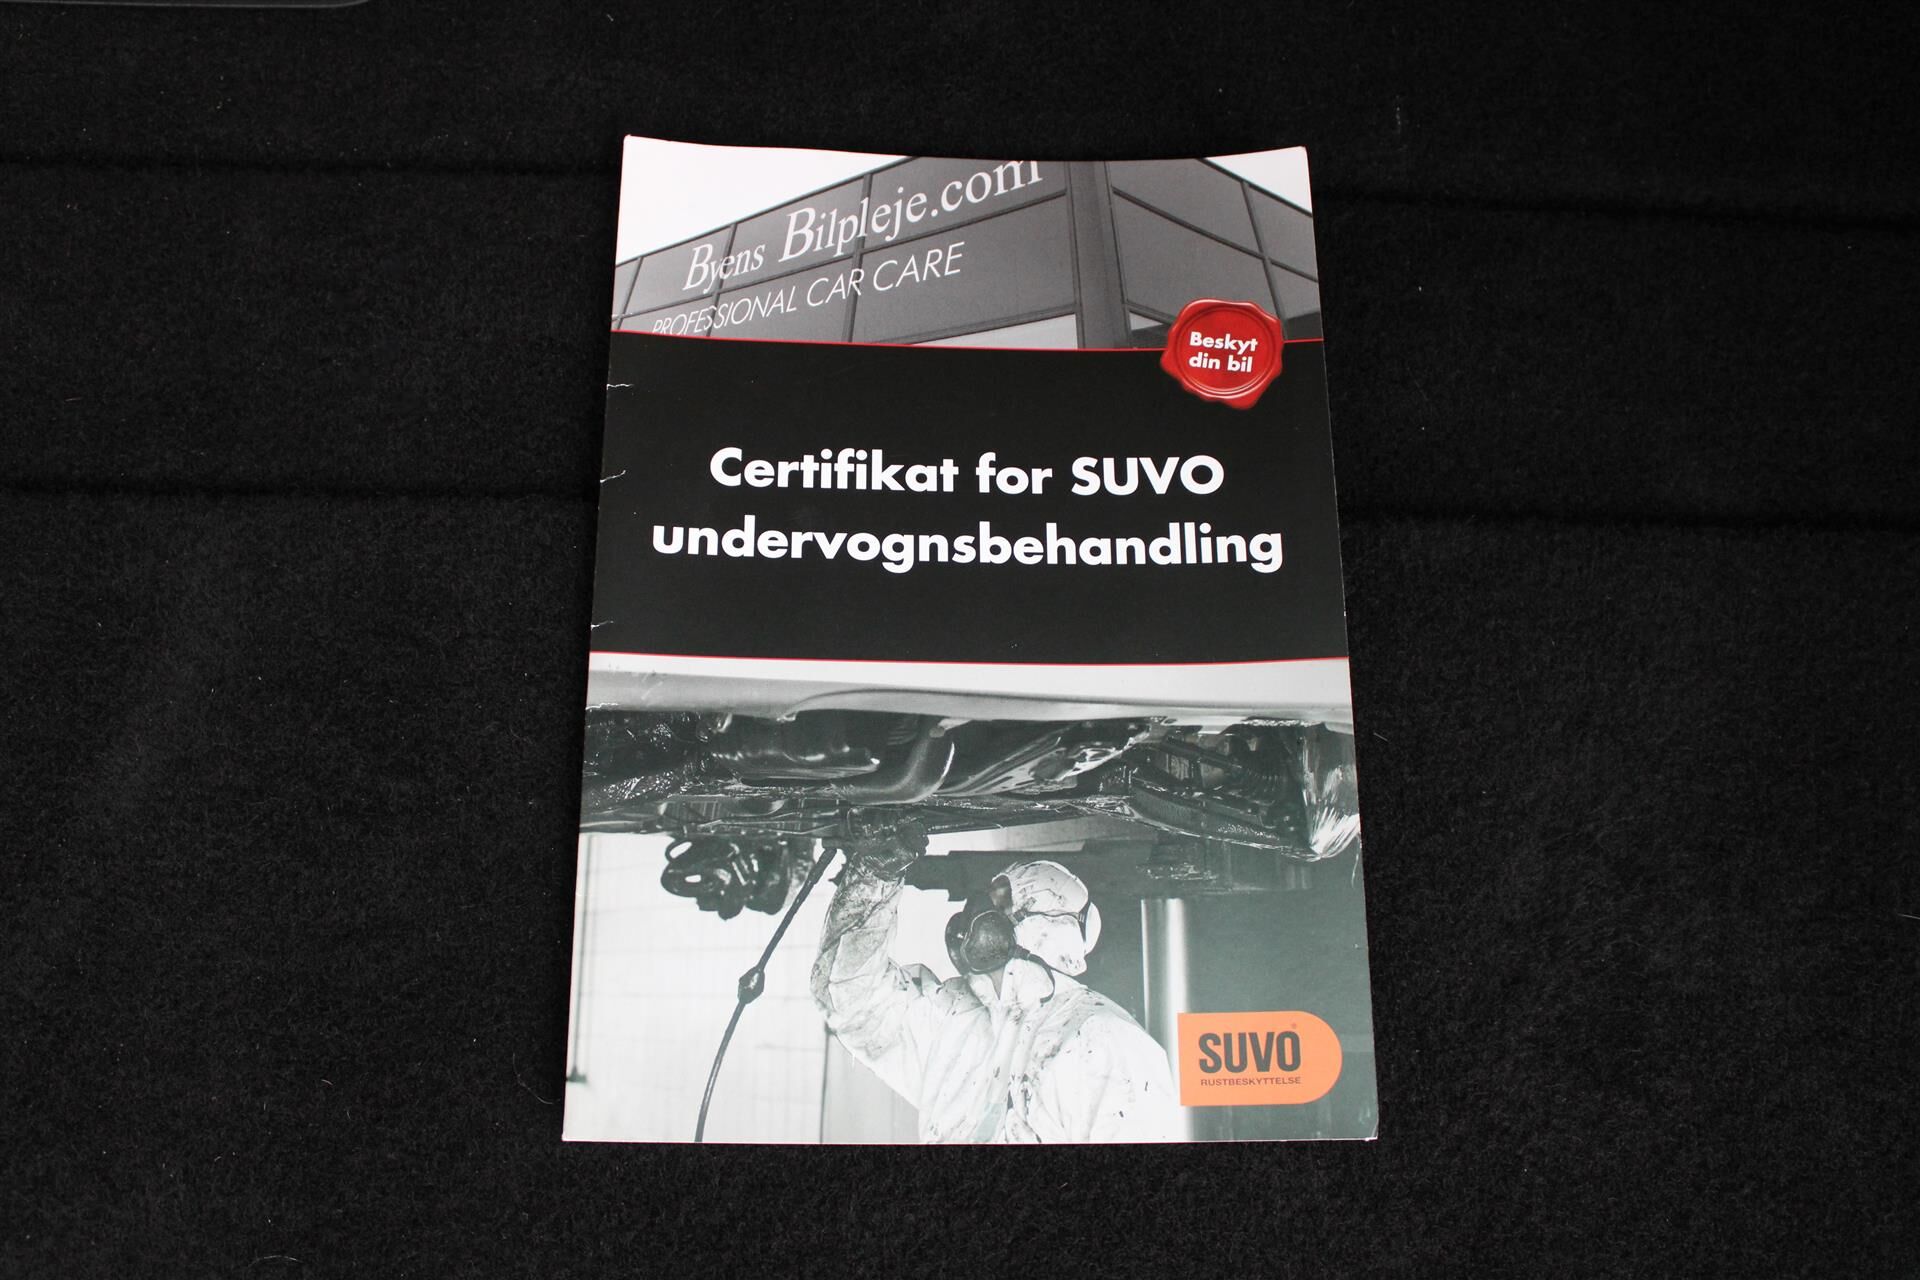 Byens Bilpleje.com
PROFESSIONAL CAR CARE
Beskyt
din bil
Certifikat for SUVO
undervognsbehandling
SUVO®
RUSTBESKYTTELSE